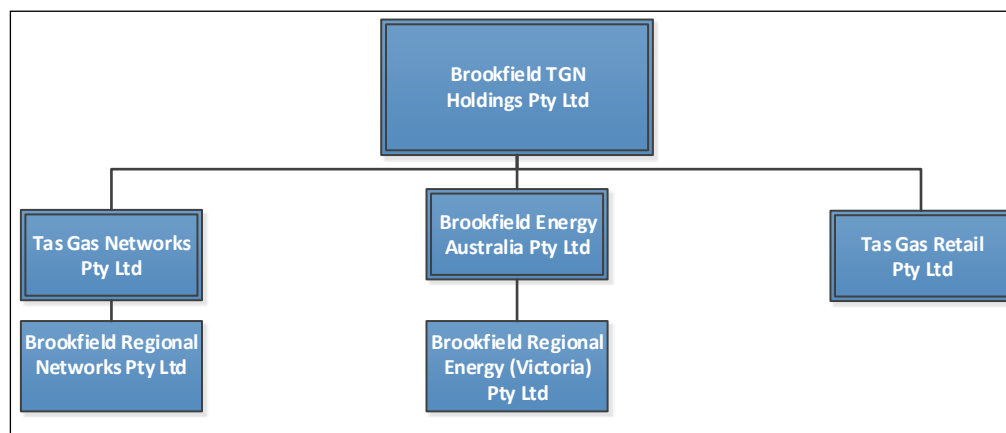 Brookfield TGN
Holdings Pty Ltd
Tas Gas Networks
Pty Ltd
Brookfield Energy
Australia Pty Ltd
Tas Gas Retail
Pty Ltd
Brookfield Regional
Networks Pty Ltd
Brookfield Regional
Energy (Victoria)
Pty Ltd